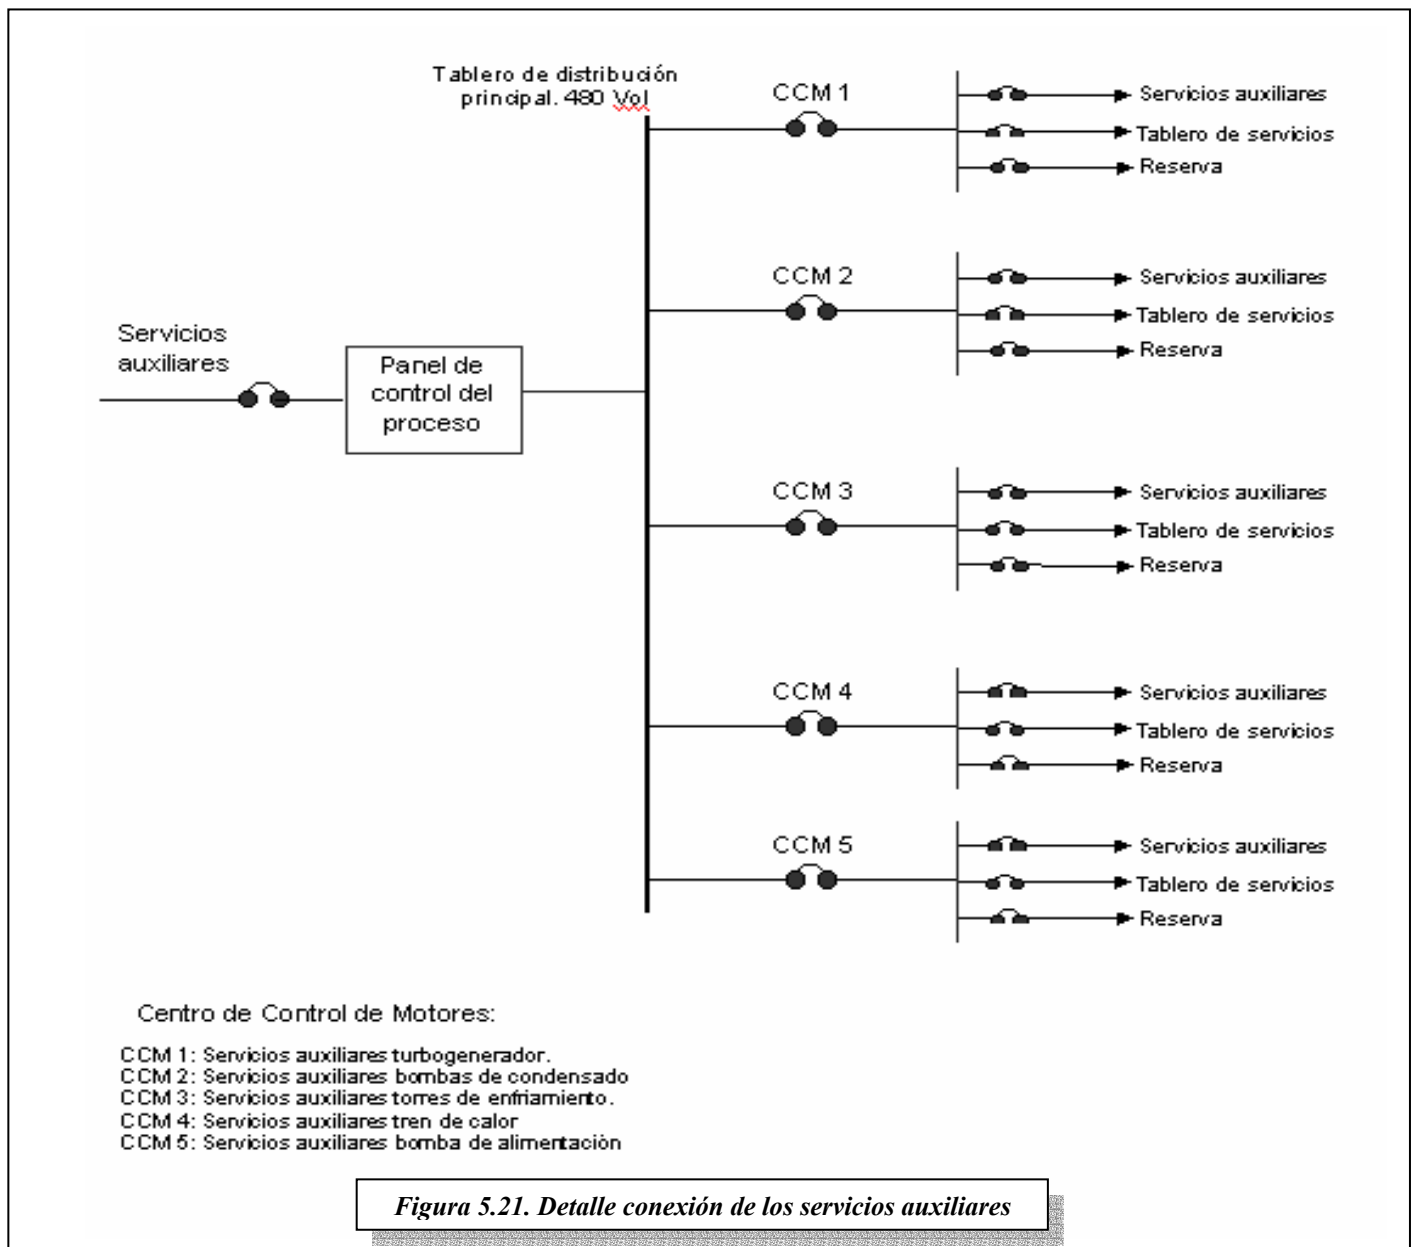 Tablero de distribución
principal. 480 Vol
CCM 1
Servicios auxiliares
Tablero de servicios
Reserva
CCM 2
Servicios auxiliares
Tablero de servicios
Reserva
Servicios
auxiliares
Panel de
control del
proceso
CCM 3
Servicios auxiliares
Tablero de servicios
Reserva
CCM 4
Servicios auxiliares
Tablero de servicios
Reserva
CCM 5
Servicios auxiliares
Tablero de servicios
Reserva
Centro de Control de Motores:
CCM 1: Servicios auxiliares turbogenerador.
CCM 2: Servicios auxiliares bombas de condensado
CCM 3: Servicios auxiliares torres de enfriamiento.
CCM 4: Servicios auxiliares tren de calor
CCM 5: Servicios auxiliares bomba de alimentación
Figura 5.21. Detalle conexión de los servicios auxiliares